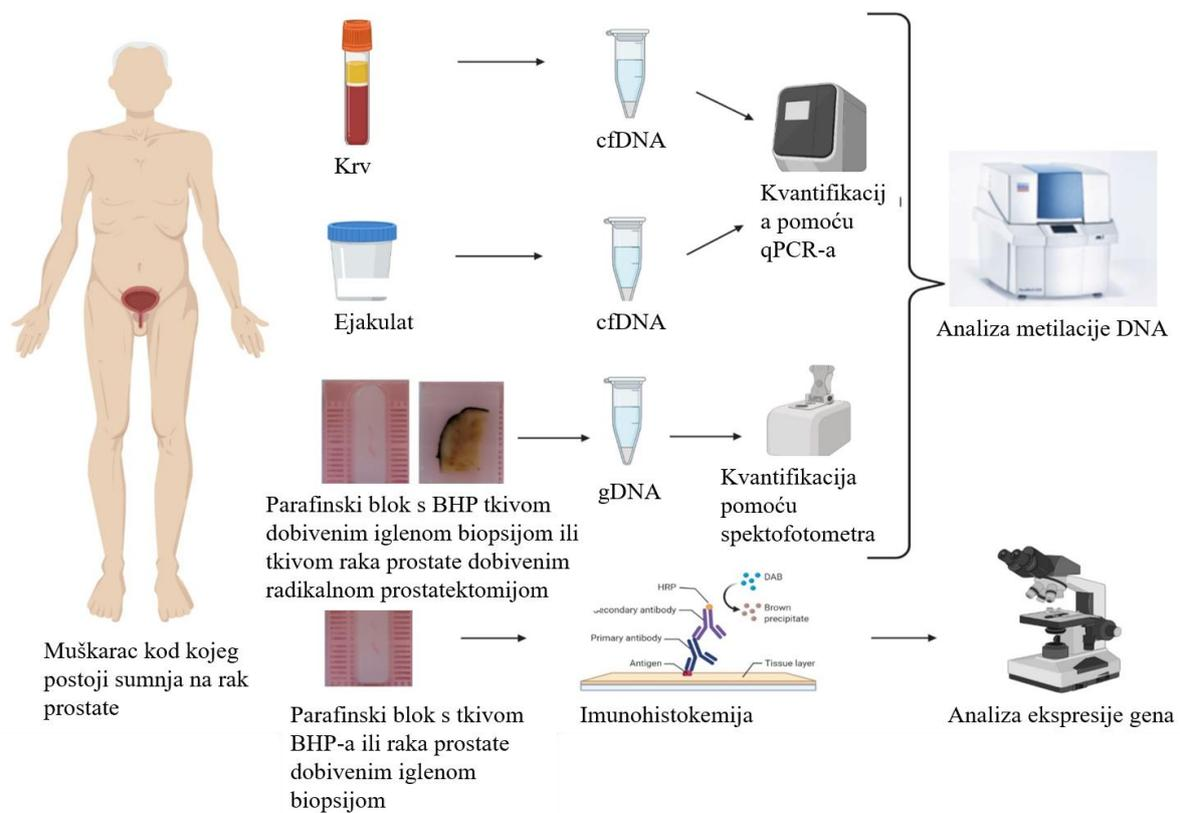 Krv
cfDNA
Kvantifikacij
a pomoću
qPCR-a
Ejakulat
cfDNA
Analiza metilacije DNA
Parafinski blok s BHP tkivom
dobivenim iglenom biopsijom ili
tkivom raka prostate dobivenim
radikalnom prostatektomijom
gDNA
Kvantifikacija
pomoću
spektofotometra
Muškarac kod kojeg
postoji sumnja na rak
prostate
Parafinski blok s tkivom
BHP-a ili raka prostate
dobivenim iglenom
biopsijom
HRP
DAB
Secondary antibody
Brown
precipitate
Primary antibody
Antigen
Tissue layer
Imunohistokemija
Analiza ekspresije gena